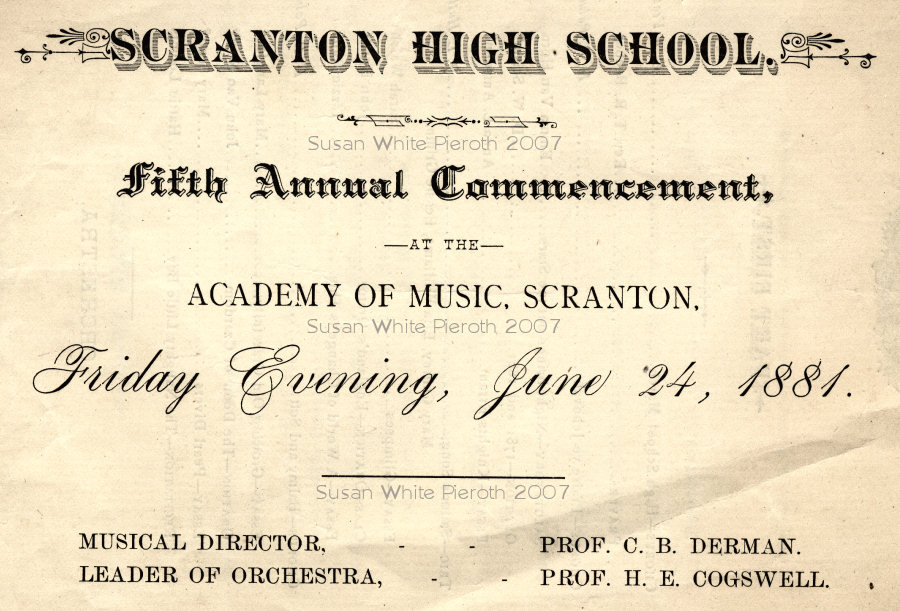 SCRANTON HIGH SCHOOL.
Susan White Pieroth 2007
Fifth Annual Commencement,
—AT THE—
ACADEMY OF MUSIC, SCRANTON,
Susan White Pieroth 2007
Friday Evening, June 24, 1881.
Susan White Pieroth 2007
MUSICAL DIRECTOR, - - PROF. C. B. DERMAN.
LEADER OF ORCHESTRA, - - PROF. H. E. COGSWELL.